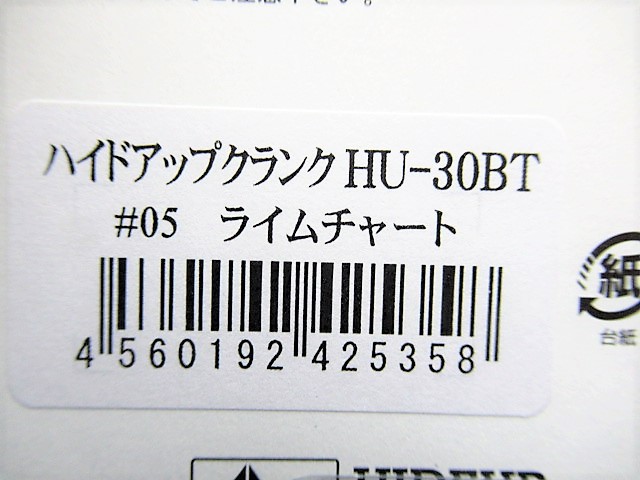 ハイドアップクランク HU-30BT
#05 ライムチャート
4 560192 425358
紙
台紙